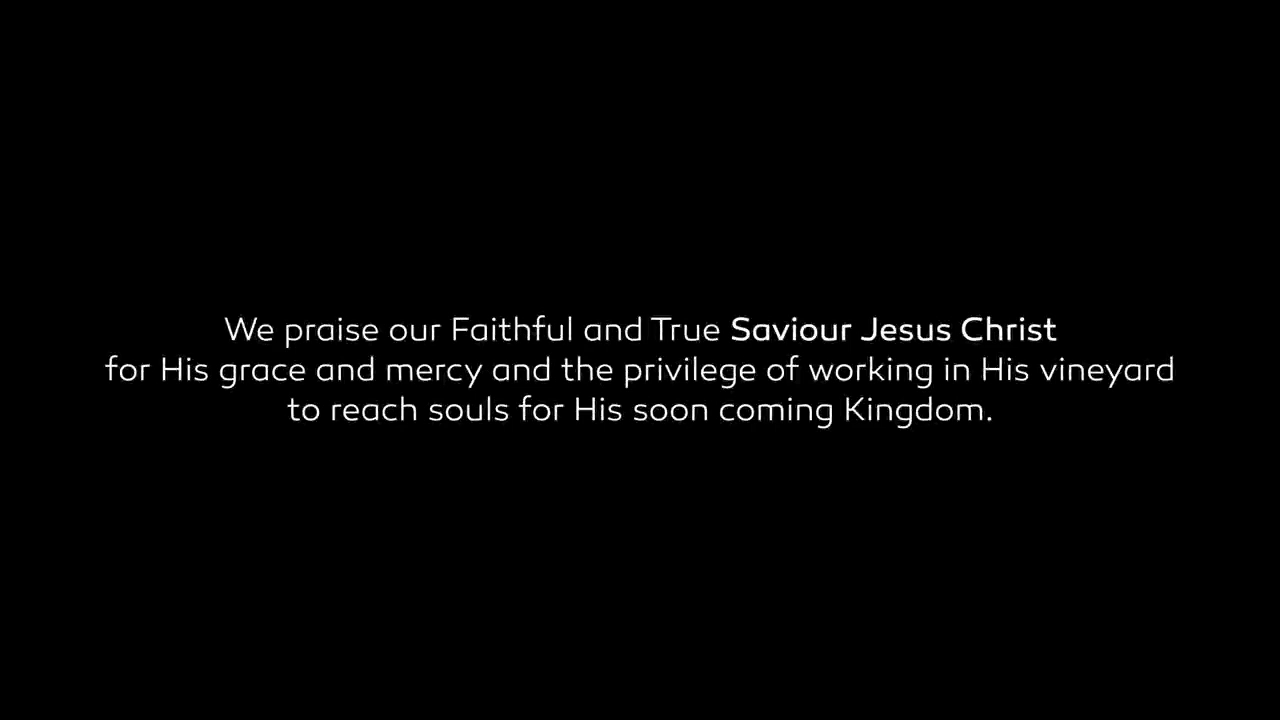 We praise our Faithful and True Saviour Jesus Christ
for His grace and mercy and the privilege of working in His vineyard
to reach souls for His soon coming Kingdom.